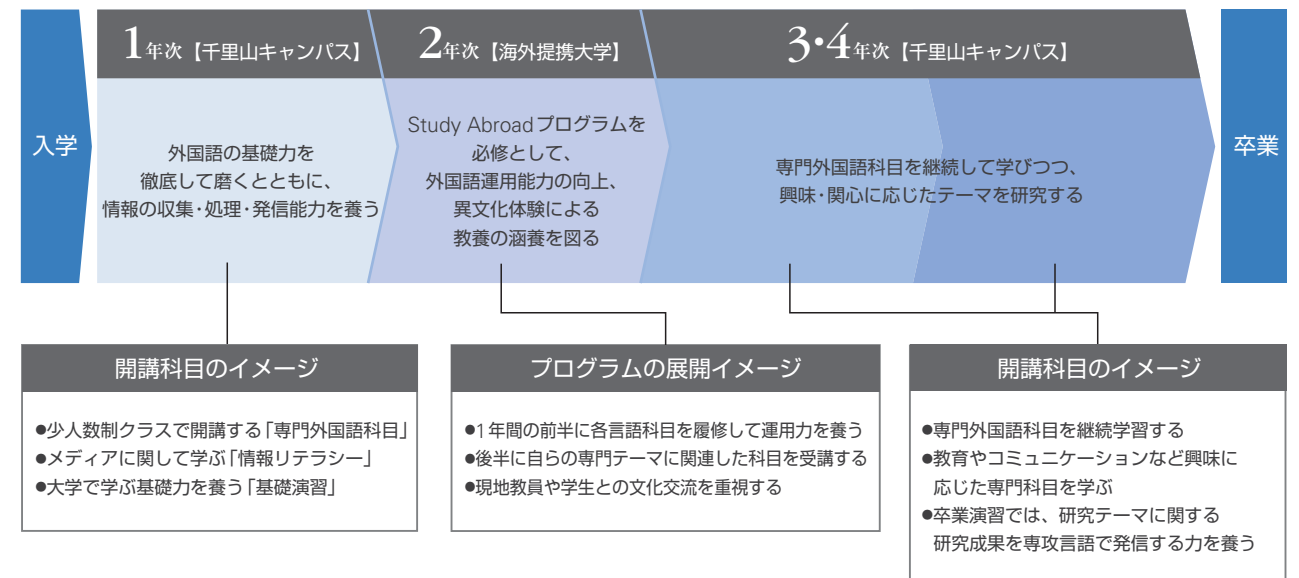 入学
1年次【千里山キャンパス】
外国語の基礎力を
徹底して磨くとともに、
情報の収集・処理・発信能力を養う
2年次【海外提携大学】
Study Abroadプログラムを
必修として、
外国語運用能力の向上、
異文化体験による
教養の涵養を図る
3・4年次【千里山キャンパス】
専門外国語科目を継続して学びつつ、
興味・関心に応じたテーマを研究する
卒業
開講科目のイメージ
●少人数制クラスで開講する「専門外国語科目」
●メディアに関して学ぶ「情報リテラシー」
●大学で学ぶ基礎力を養う「基礎演習」
プログラムの展開イメージ
●1年間の前半に各言語科目を履修して運用力を養う
●後半に自らの専門テーマに関連した科目を受講する
●現地教員や学生との文化交流を重視する
開講科目のイメージ
●専門外国語科目を継続学習する
●教育やコミュニケーションなど興味に
応じた専門科目を学ぶ
●卒業演習では、研究テーマに関する
研究成果を専攻言語で発信する力を養う